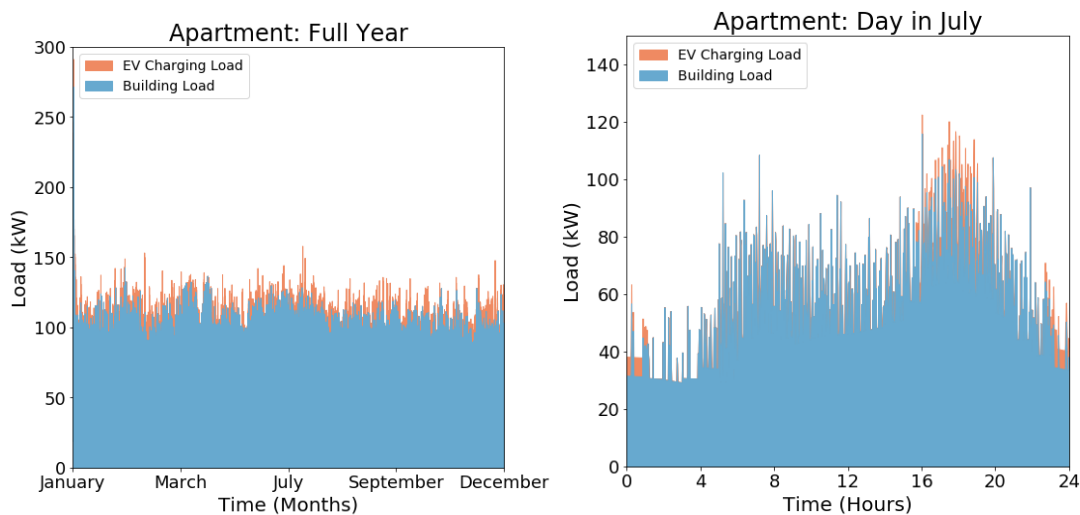 Apartment: Full Year
EV Charging Load
Building Load
300
250
200
150
100
50
0
Load (kW)
January March July September December
Time (Months)
Apartment: Day in July
EV Charging Load
Building Load
140
120
100
80
60
40
20
0
Load (kW)
0 4 8 12 16 20 24
Time (Hours)